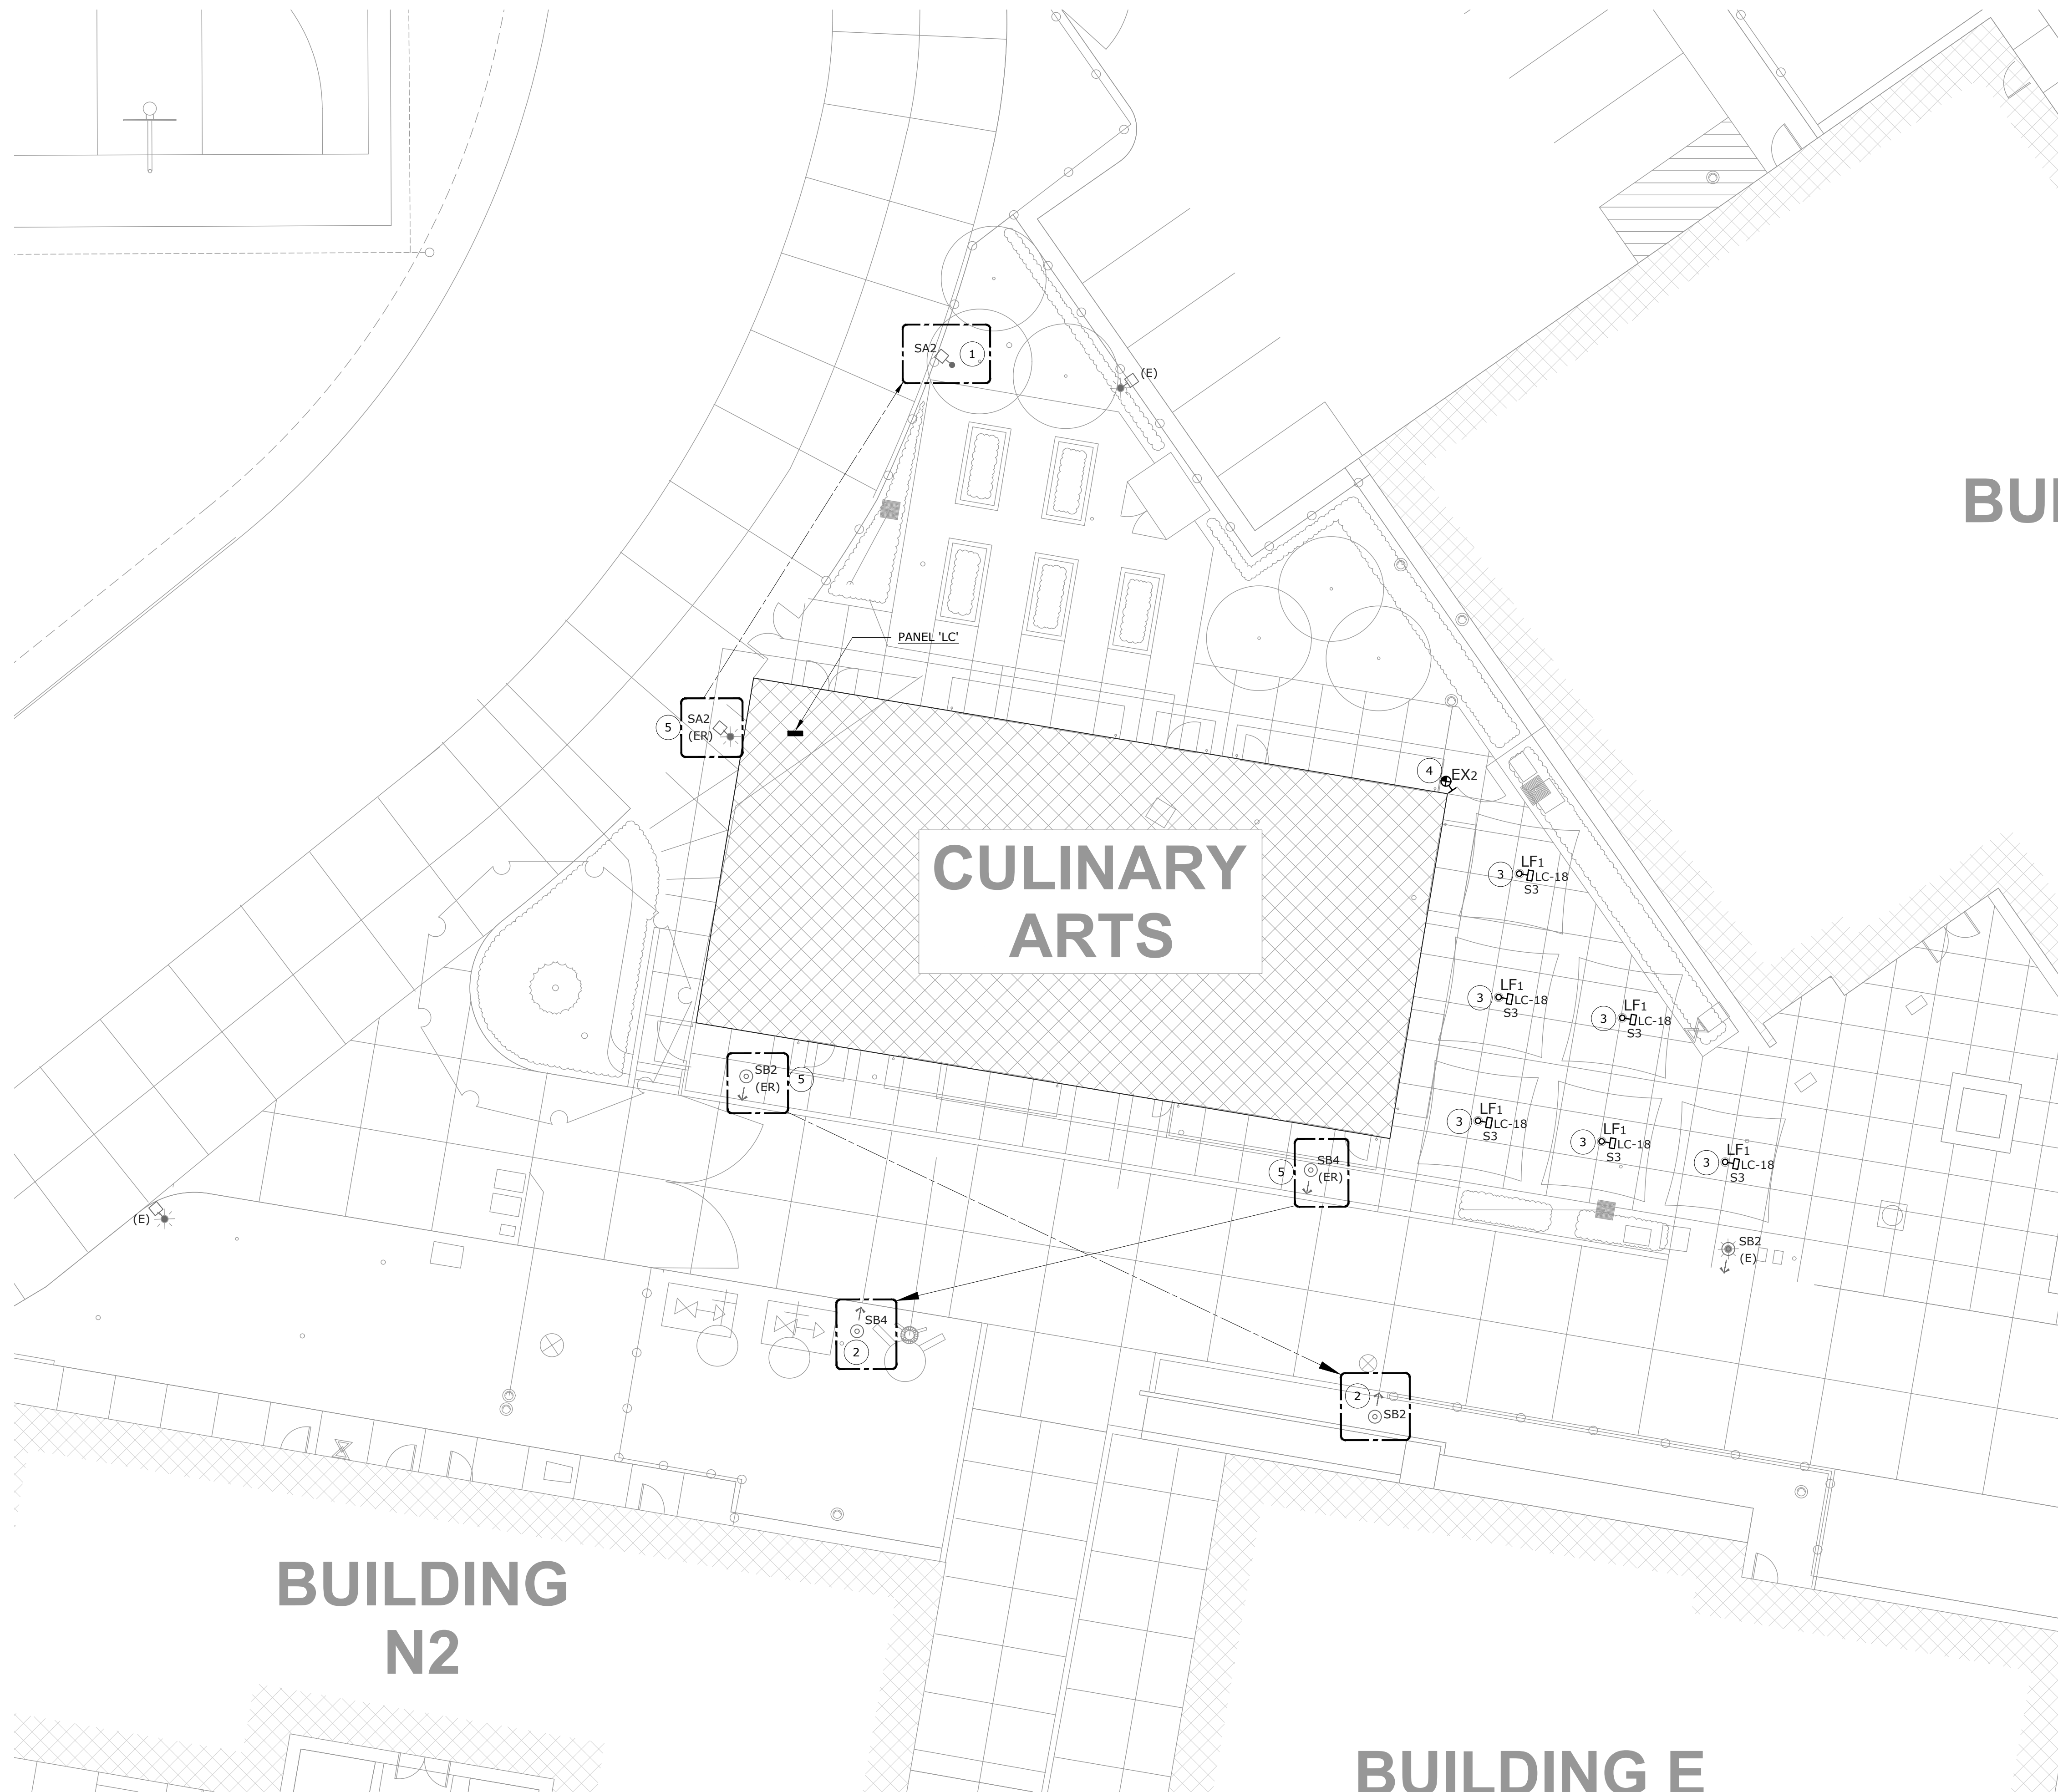 SA2
1
(E)
BUI
PANEL 'LC'
5
SA2
(ER)
4
EX2
CULINARY
ARTS
3
LF1
LC-18
S3
3
LF1
LC-18
S3
3
LF1
LC-18
S3
SB2
(ER)
5
3
LF1
LC-18
S3
3
LF1
LC-18
S3
3
LF1
LC-18
S3
5
SB4
(ER)
(E)
SB2
(E)
SB4
2
2
SB2
BUILDING
N2
BUILDING E